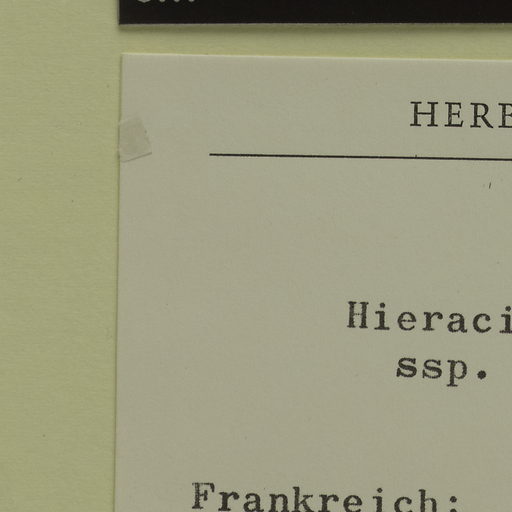 HERB
Hieraci
ssp.
Frankreich: